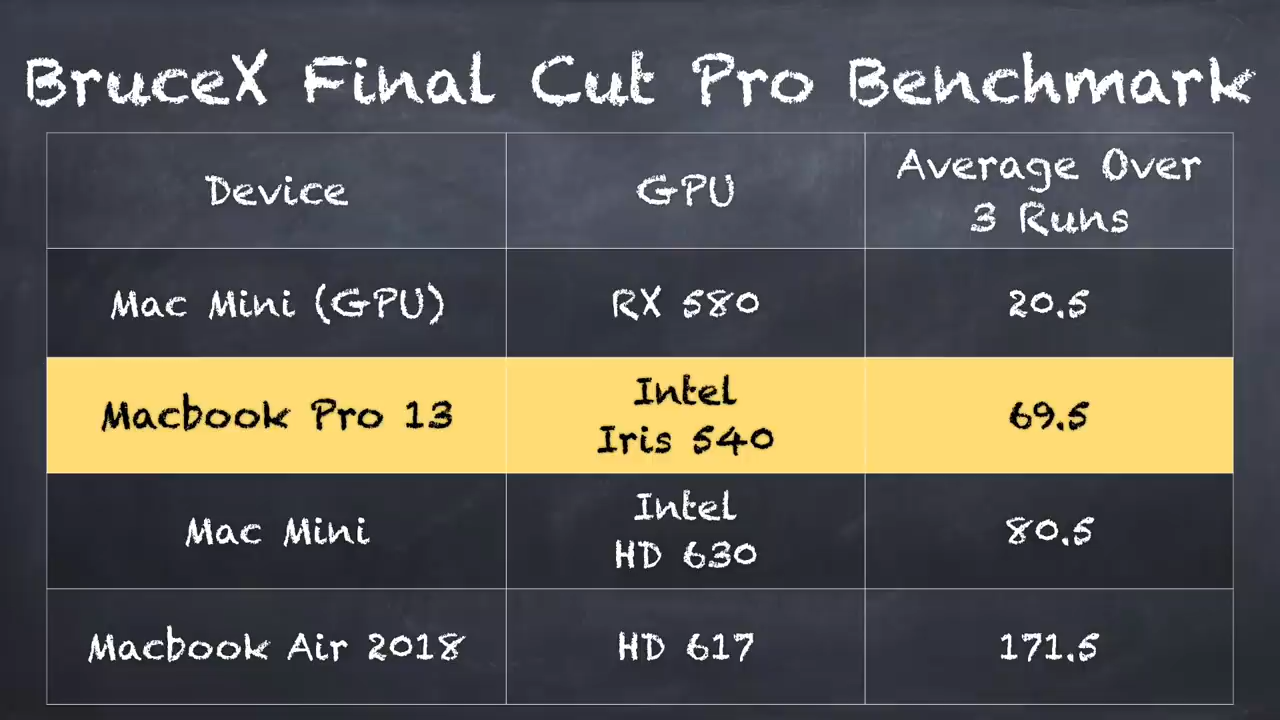 BruceX Final Cut Pro Benchmark
Device
GPU
Average Over
3 Runs
Mac Mini (GPU)
RX 580
20.5
Macbook Pro 13
Intel
Iris 540
69.5
Mac Mini
Intel
HD 630
80.5
Macbook Air 2018
HD 617
171.5